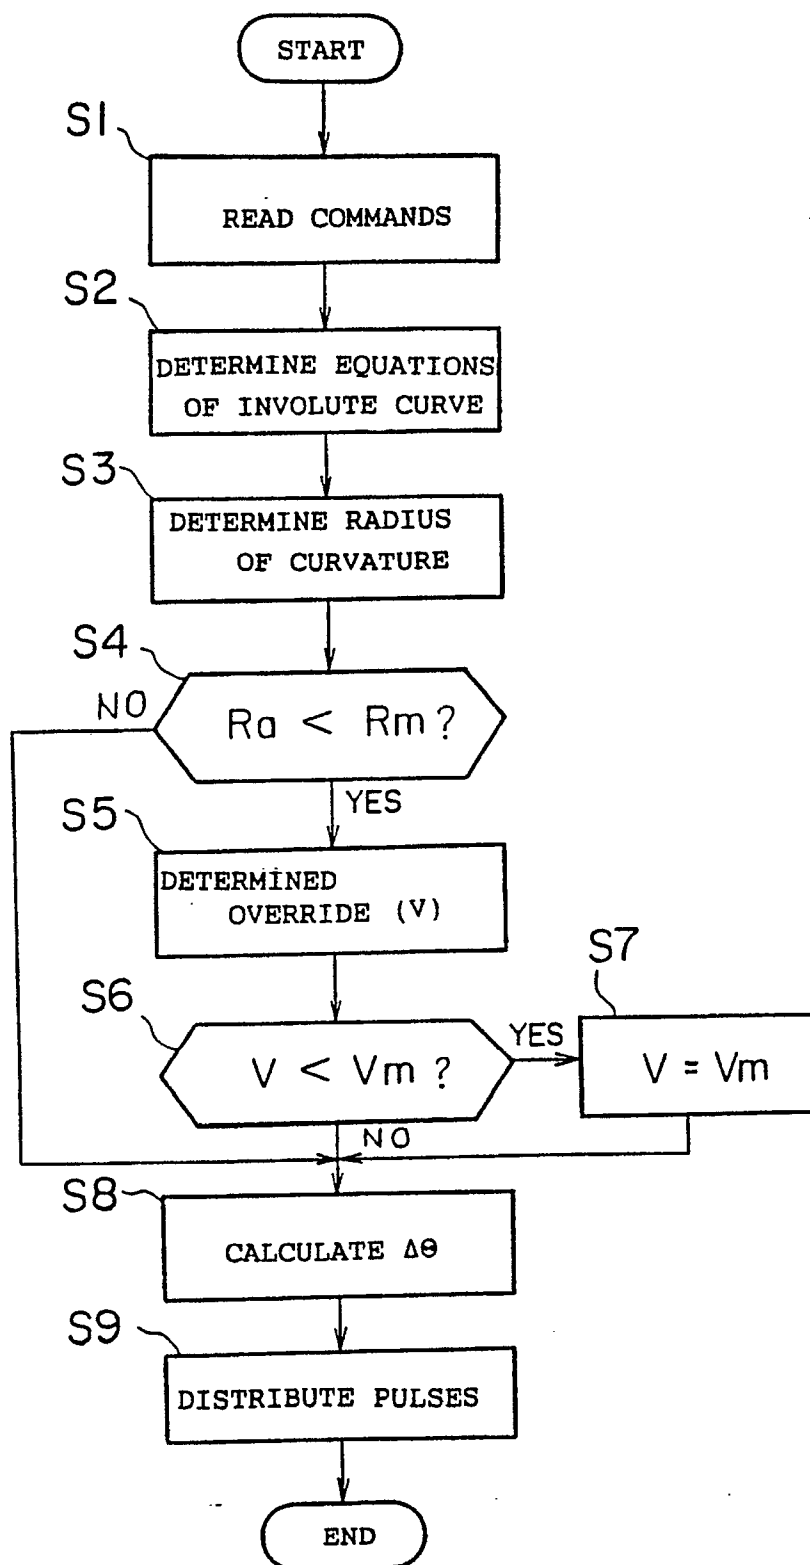 START
S1
READ COMMANDS
S2
DETERMINE EQUATIONS
OF INVOLUTE CURVE
S3
DETERMINE RADIUS
OF CURVATURE
S4
NO
Ra < Rm ?
YES
S5
DETERMINED
OVERRIDE (V)
S6
V < Vm ?
YES
S7
V = Vm
NO
S8
CALCULATE Δθ
S9
DISTRIBUTE PULSES
END